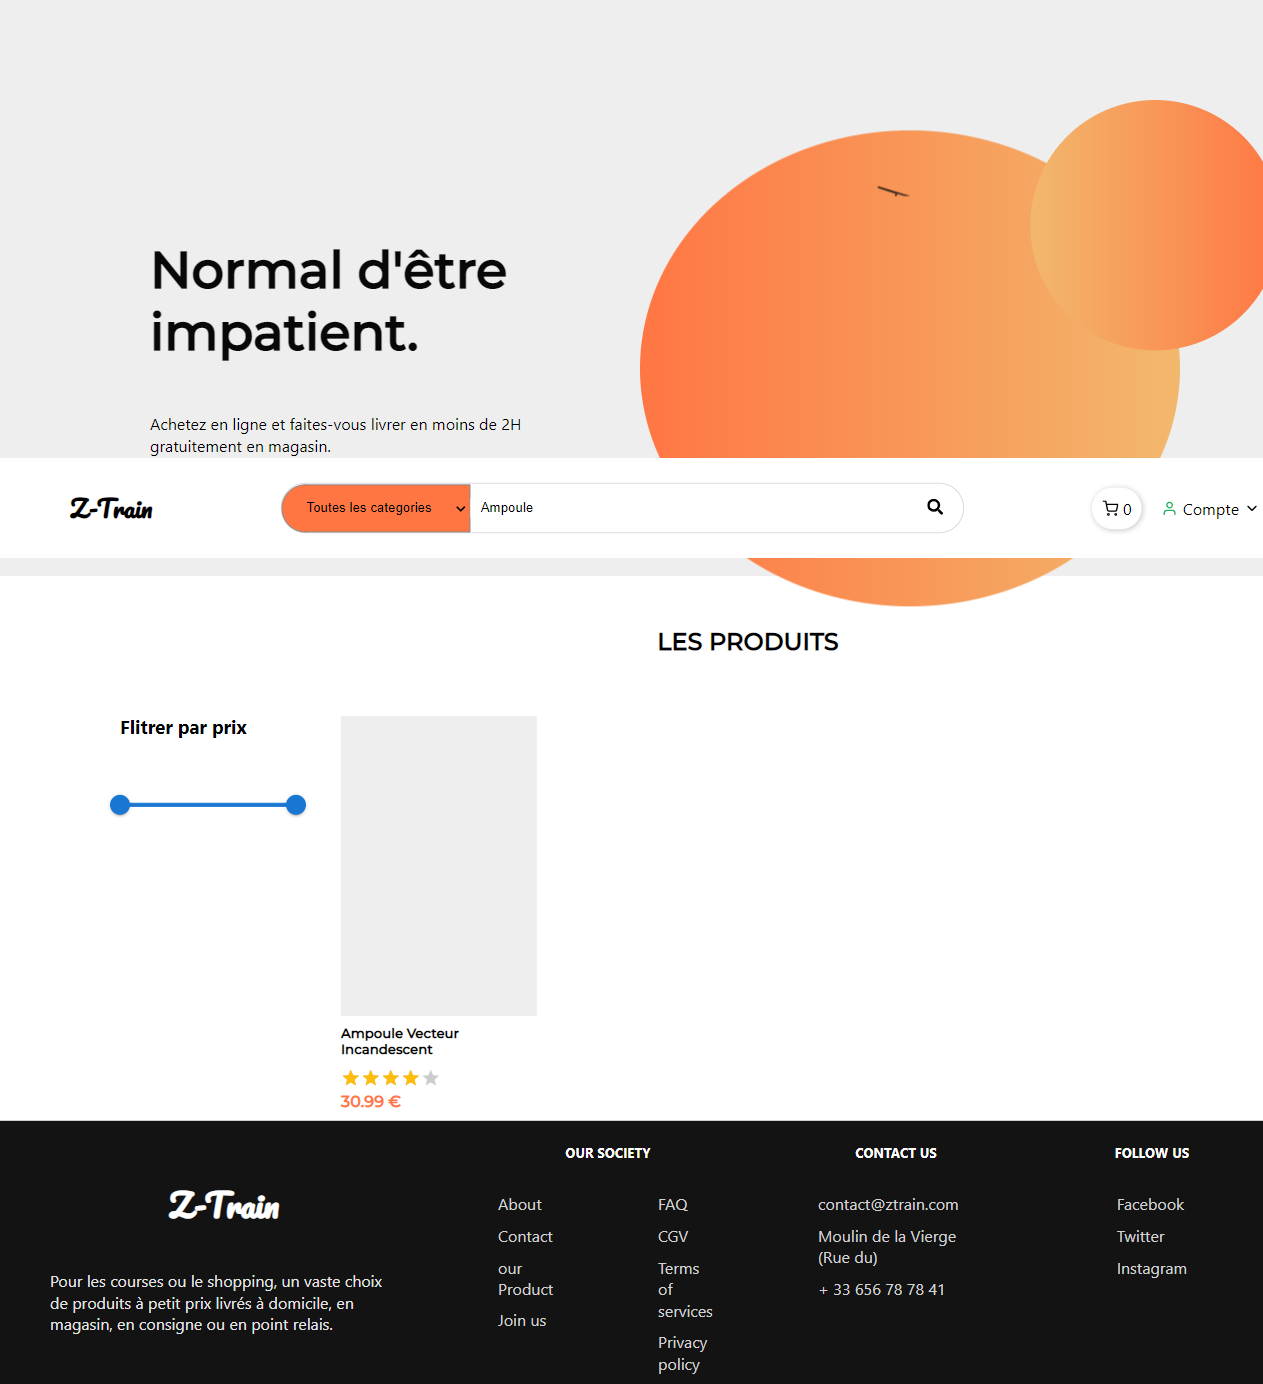 Normal d'être
impatient.
Achetez en ligne et faites-vous livrer en moins de 2H
gratuitement en magasin.
Z-Train
Toutes les categories
Ampoule
0
Compte
LES PRODUITS
Flitrer par prix
Ampoule Vecteur
Incandescent
30.99 €
Z-Train
Pour les courses ou le shopping, un vaste choix
de produits à petit prix livrés à domicile, en
magasin, en consigne ou en point relais.
OUR SOCIETY
About
Contact
our
Product
Join us
FAQ
CGV
Terms
of
services
Privacy
policy
CONTACT US
contact@ztrain.com
Moulin de la Vierge
(Rue du)
+ 33 656 78 78 41
FOLLOW US
Facebook
Twitter
Instagram